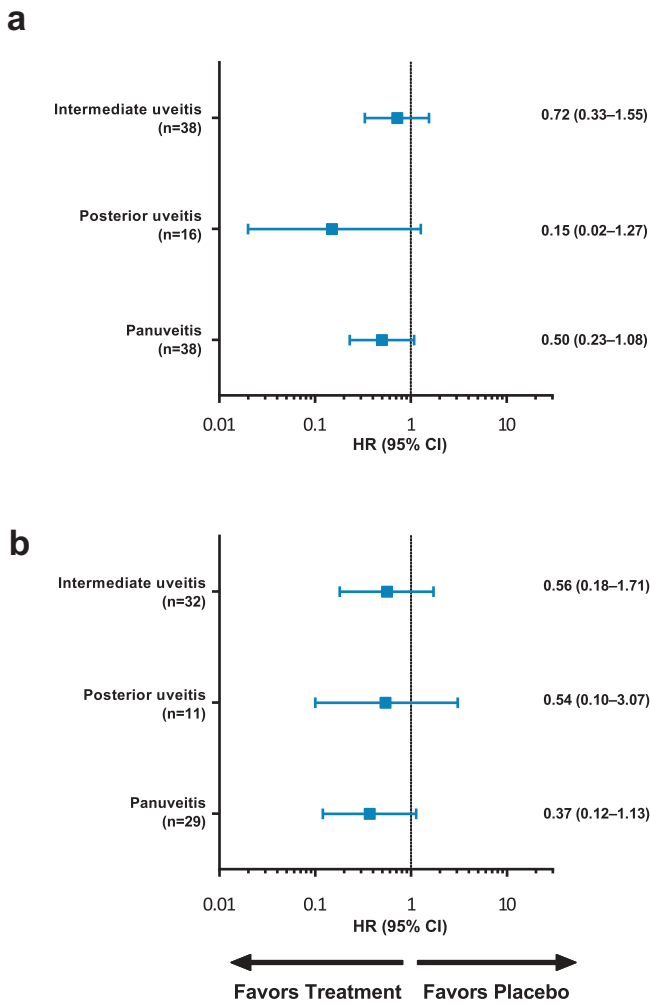 a
Intermediate uveitis
(n=38)
0.72 (0.33–1.55)
Posterior uveitis
(n=16)
0.15 (0.02–1.27)
Panuveitis
(n=38)
0.50 (0.23–1.08)
0.01 0.1 1 10
HR (95% CI)
b
Intermediate uveitis
(n=32)
0.56 (0.18–1.71)
Posterior uveitis
(n=11)
0.54 (0.10–3.07)
Panuveitis
(n=29)
0.37 (0.12–1.13)
0.01 0.1 1 10
HR (95% CI)
Favors Treatment Favors Placebo